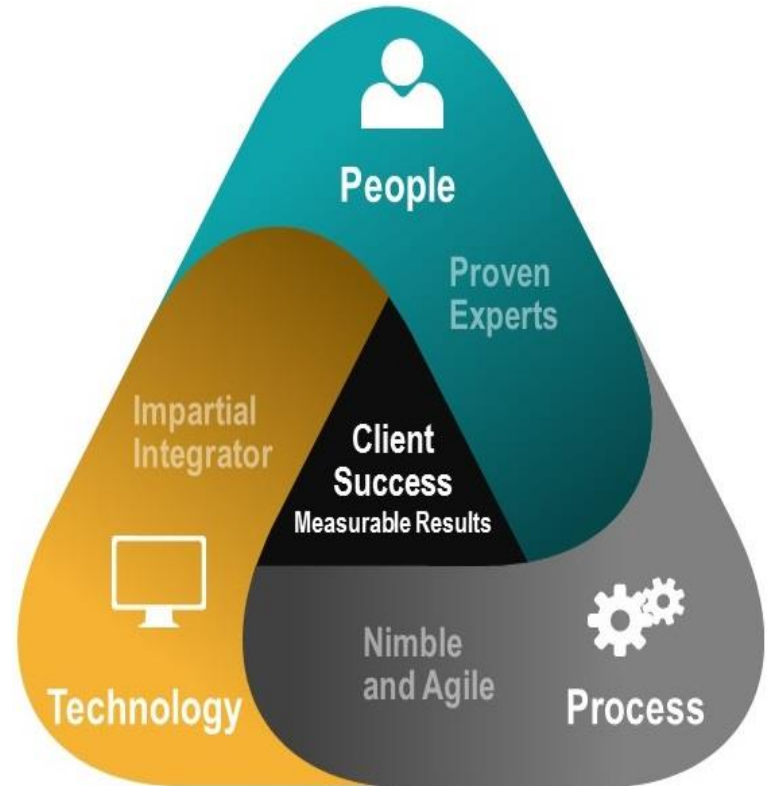 People
Proven
Experts
Impartial
Integrator
Client
Success
Measurable Results
Technology
Nimble
and Agile
Process